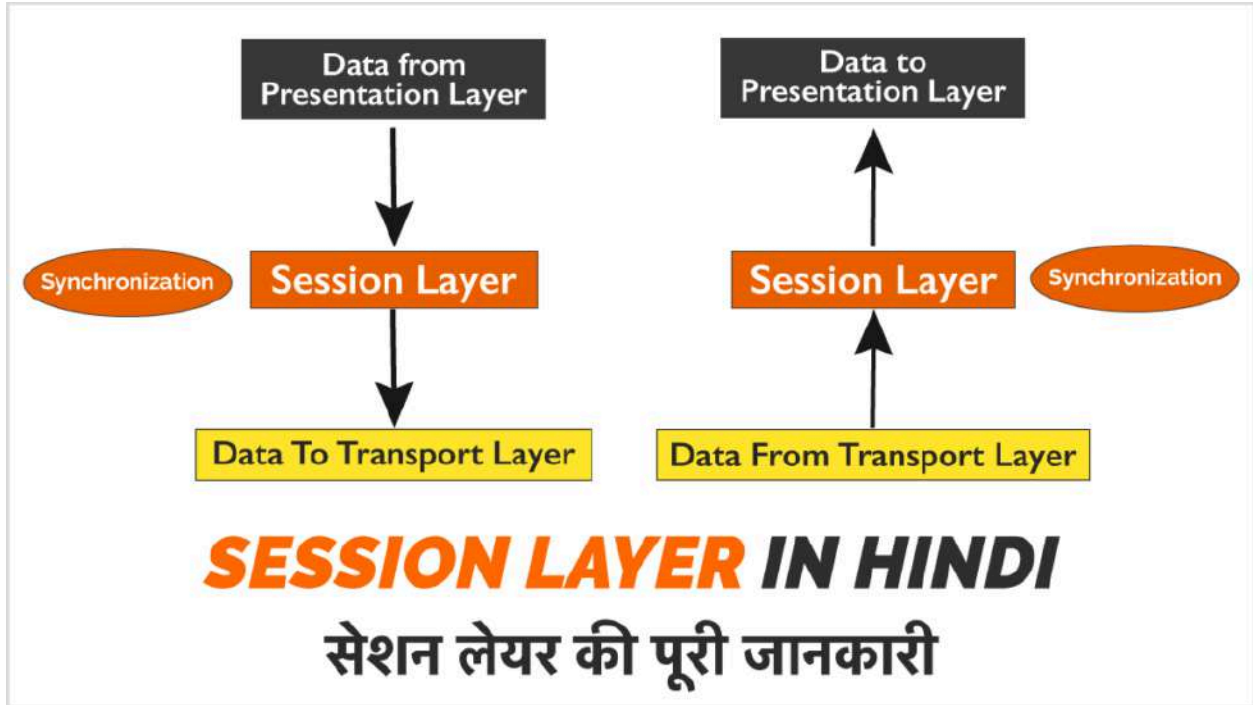 Data from
Presentation Layer
Data to
Presentation Layer
Synchronization
Session Layer
Session Layer
Synchronization
Data To Transport Layer
Data From Transport Layer
SESSION LAYER IN HINDI
सेशन लेयर की पूरी जानकारी